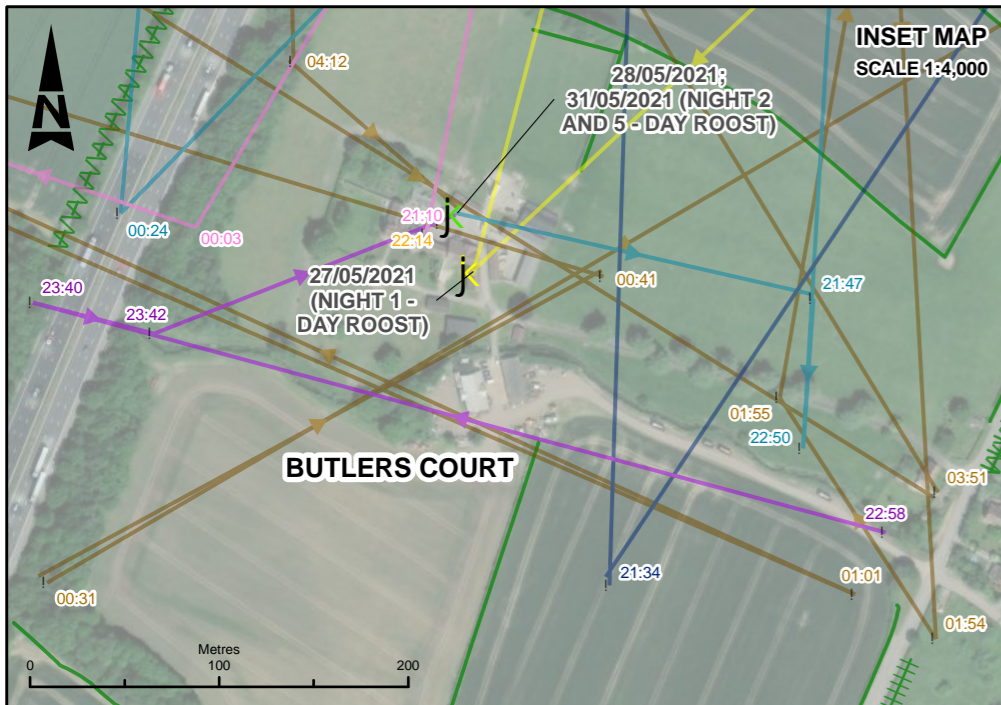 INSET MAP
SCALE 1:4,000
N
04:12
28/05/2021;
31/05/2021 (NIGHT 2
AND 5 - DAY ROOST)
00:24
00:03
21:10
j
22:14
27/05/2021
(NIGHT 1 -
DAY ROOST)
j
00:41
21:47
23:40
23:42
01:55
22:50
03:51
BUTLERS COURT
22:58
00:31
21:34
01:01
01:54
Metres
0
100
200